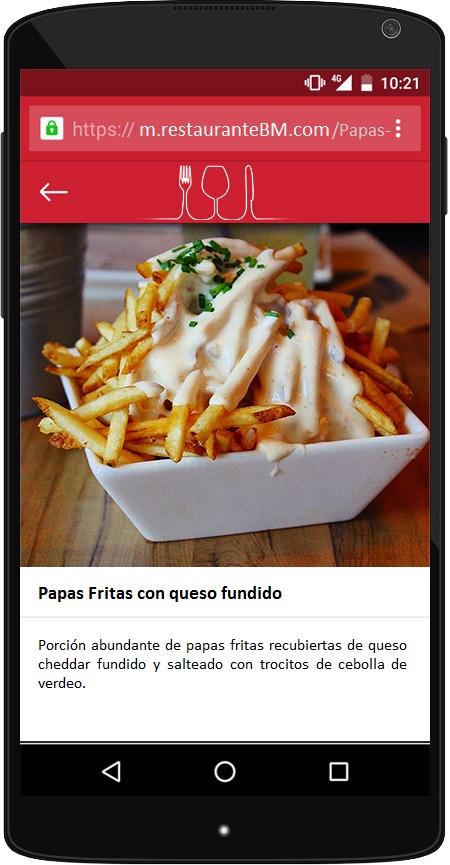 4G 10:21
https:// m.restauranteBM.com /Papas-
Papas Fritas con queso fundido
Porción abundante de papas fritas recubiertas de queso
cheddar fundido y salteado con trocitos de cebolla de
verdeo.